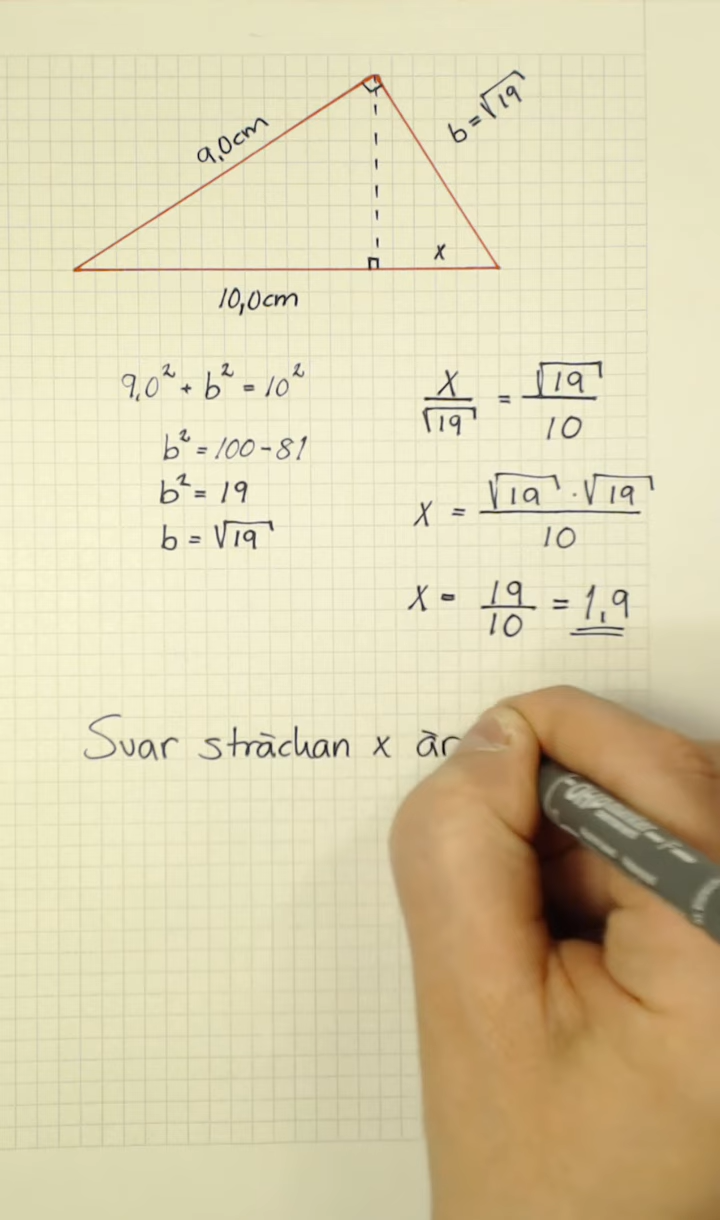 9,0cm
b=√19
x
10,0cm
9,0² + b² = 10²
b² = 100-81
b² = 19
b = √19
x/√19 = √19/10
x = √19 · √19/10
x = 19/10 = 1,9
Svar sträckan x är